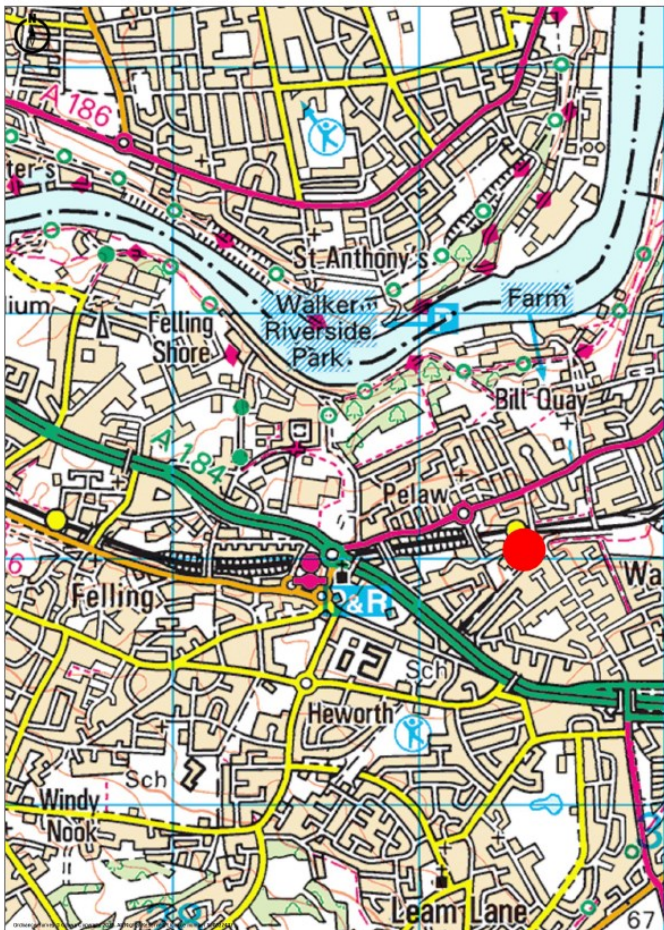 N
A 186
ter's
St Anthony's
Walker
Riverside
Park
Farm
ium
Felling
Shore
Bill Quay
A 184
Pelaw
6
Felling
P&R
Wa
Sch
Heworth
Sch
Windy
Nook
Leam Lane
67